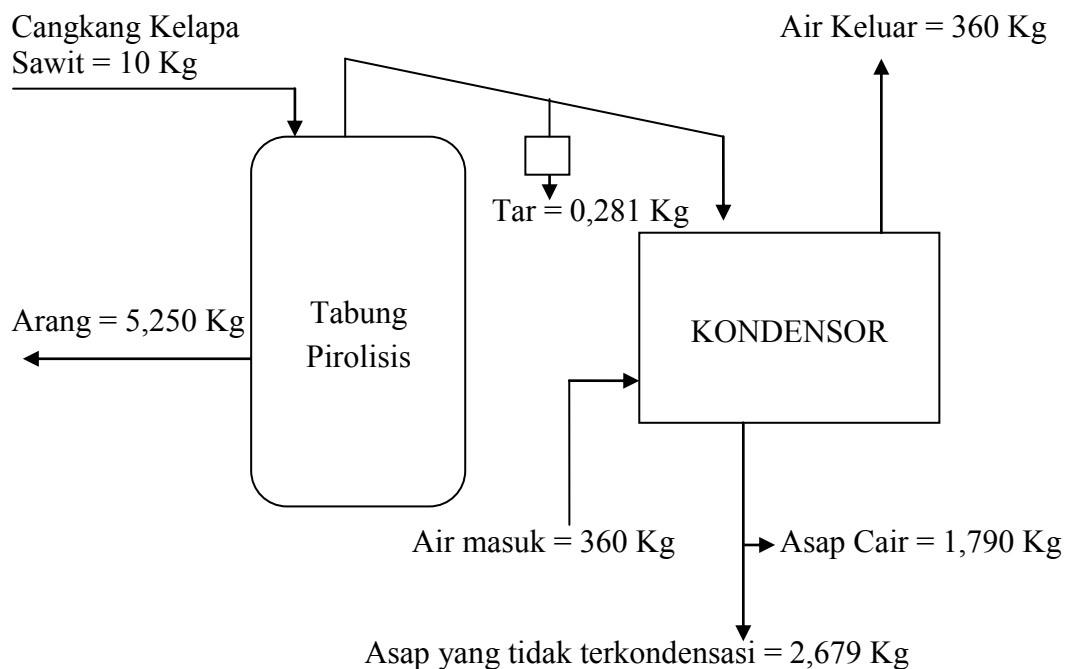 Cangkang Kelapa
Sawit = 10 Kg
Air Keluar = 360 Kg
Tar = 0,281 Kg
Arang = 5,250 Kg
Tabung
Pirolisis
KONDENSOR
Air masuk = 360 Kg
Asap Cair = 1,790 Kg
Asap yang tidak terkondensasi = 2,679 Kg